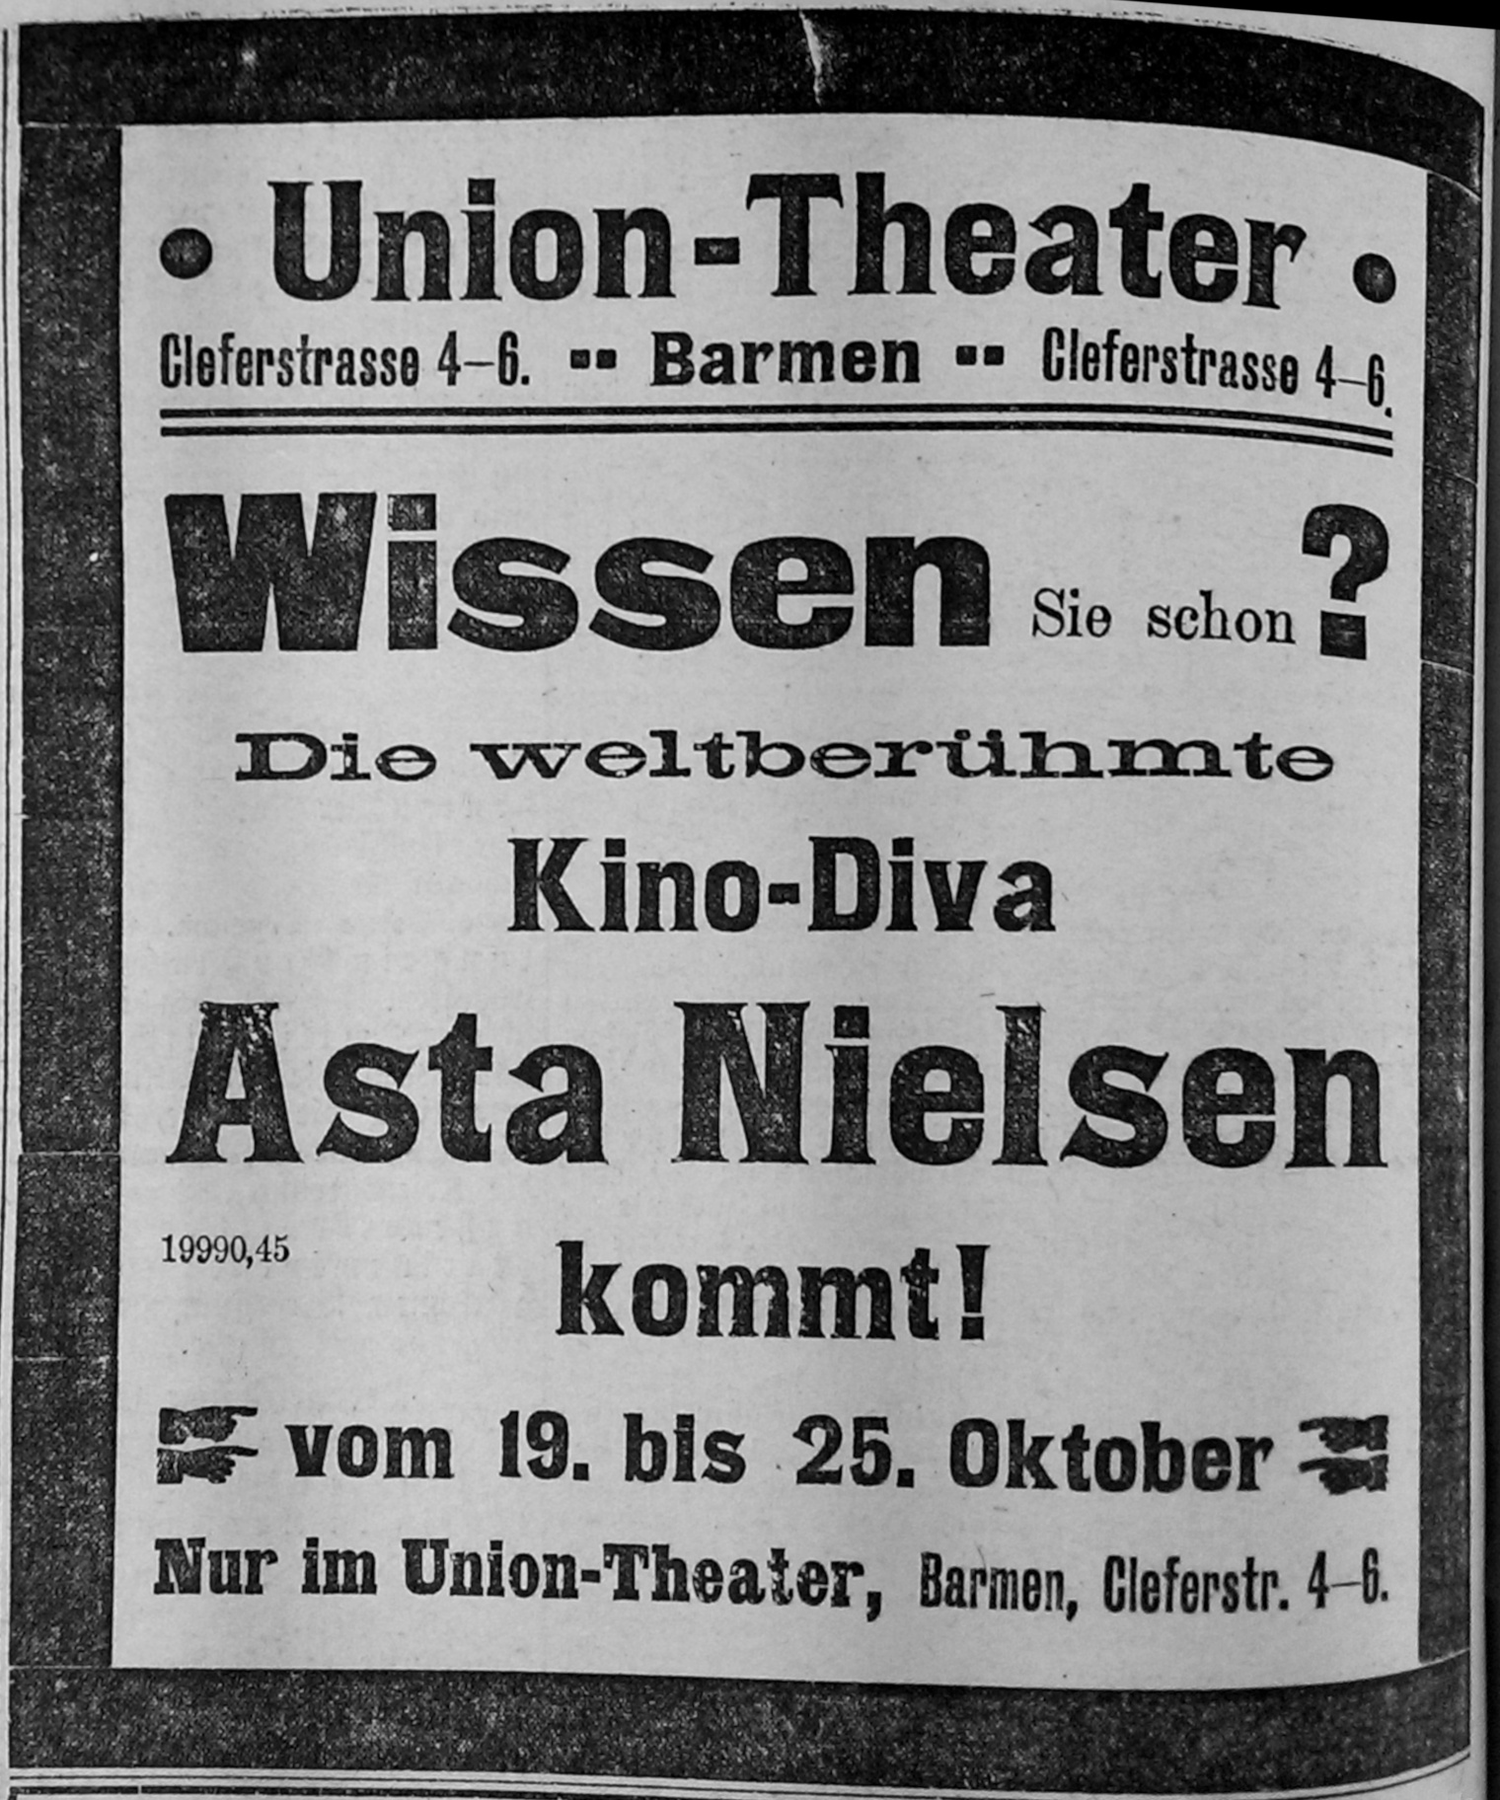 • Union-Theater •
Cleferstrasse 4–6. ▪▪ Barmen ▪▪ Cleferstrasse 4–6.
Wissen Sie schon?
Die weltberühmte
Kino-Diva
Asta Nielsen
19990,45 kommt!
vom 19. bis 25. Oktober
Nur im Union-Theater, Barmen, Cleferstr. 4–6.